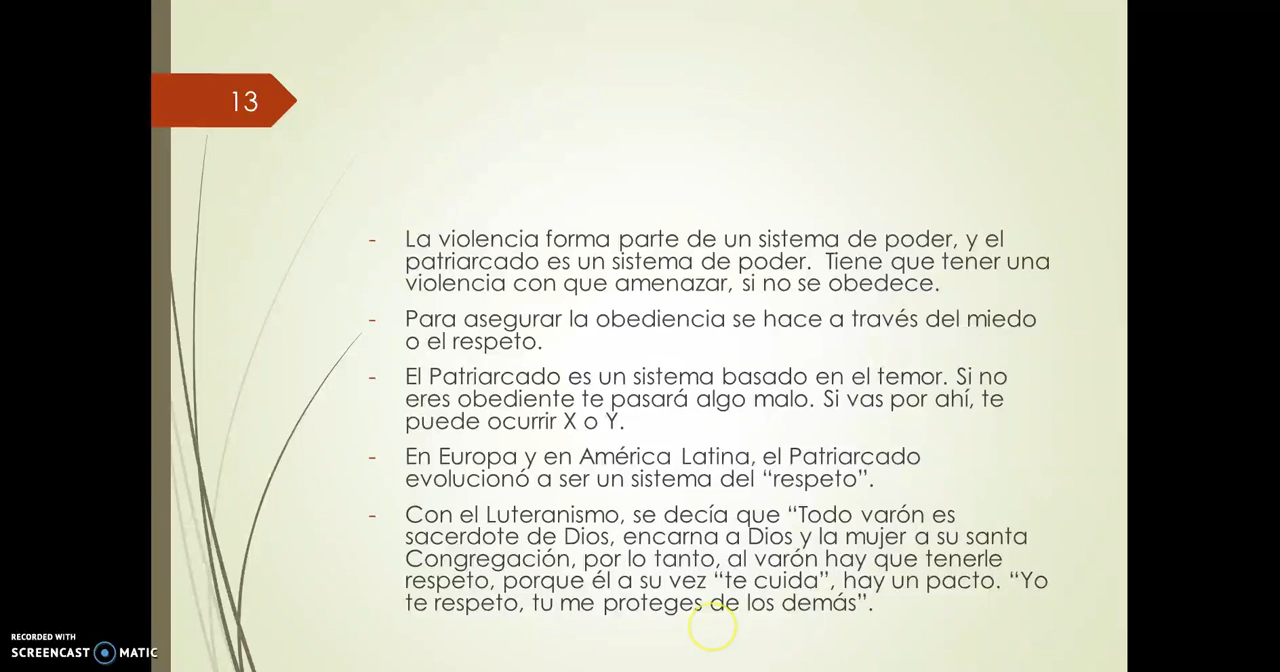 13
- La violencia forma parte de un sistema de poder, y el
patriarcado es un sistema de poder.  Tiene que tener una
violencia con que amenazar, si no se obedece.
- Para asegurar la obediencia se hace a través del miedo
o el respeto.
- El Patriarcado es un sistema basado en el temor. Si no
eres obediente te pasará algo malo. Si vas por ahí, te
puede ocurrir X o Y.
- En Europa y en América Latina, el Patriarcado
evolucionó a ser un sistema del “respeto”.
- Con el Luteranismo, se decía que “Todo varón es
sacerdote de Dios, encarna a Dios y la mujer a su santa
Congregación, por lo tanto, al varón hay que tenerle
respeto, porque él a su vez “te cuida”, hay un pacto. “Yo
te respeto, tu me proteges de los demás”.
RECORDED WITH
SCREENCAST MATIC